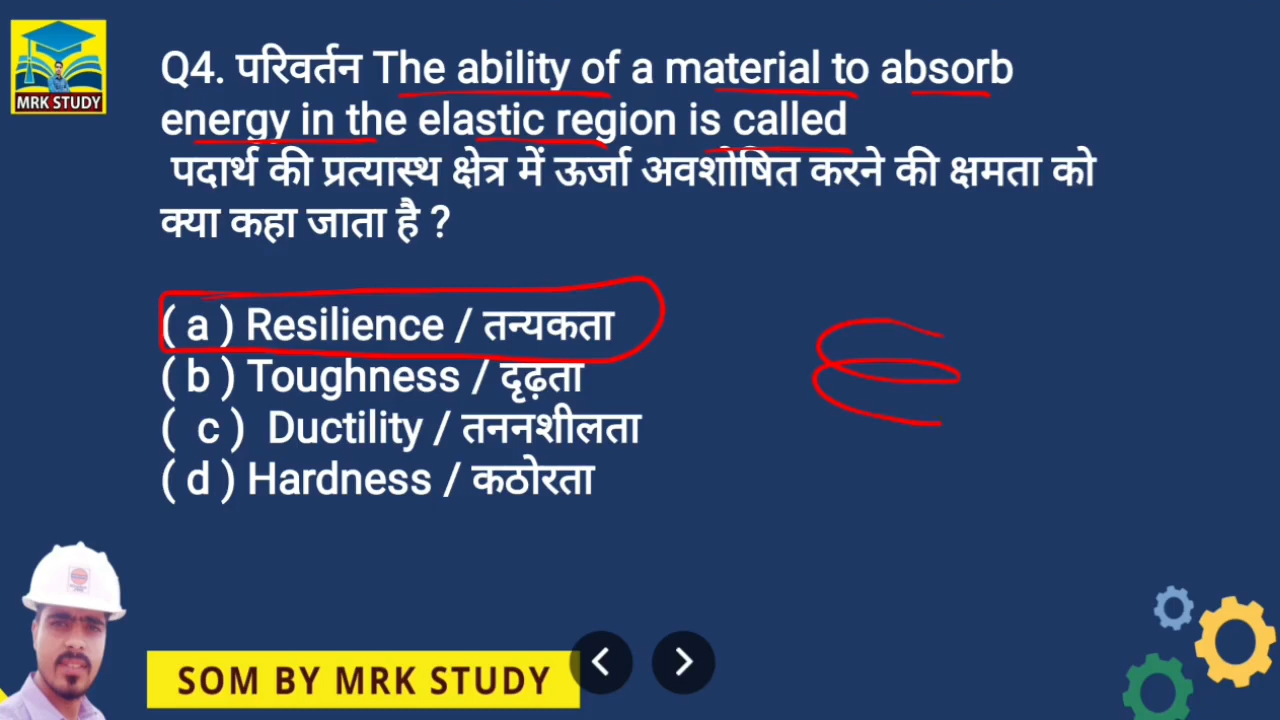 MRK STUDY
Q4. परिवर्तन The ability of a material to absorb
energy in the elastic region is called
पदार्थ की प्रत्यास्थ क्षेत्र में ऊर्जा अवशोषित करने की क्षमता को
क्या कहा जाता है ?
( a ) Resilience / तन्यकता
( b ) Toughness / दृढ़ता
( c ) Ductility / तननशीलता
( d ) Hardness / कठोरता
SOM BY MRK STUDY